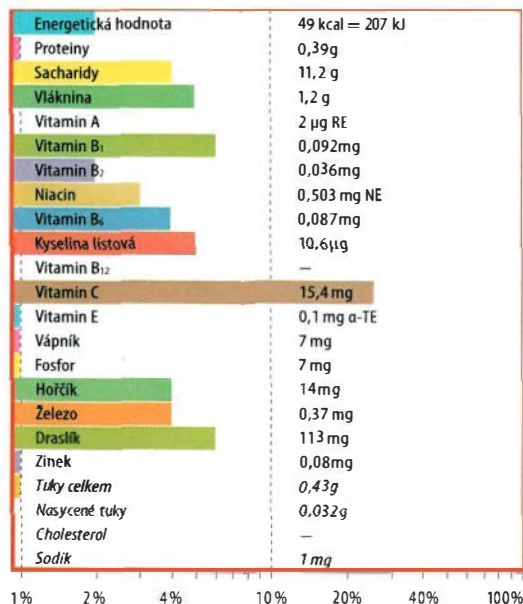 Energetická hodnota 49 kcal = 207 kJ
Proteiny 0,39g
Sacharidy 11,2 g
Vláknina 1,2 g
Vitamin A 2 µg RE
Vitamin B₁ 0,092mg
Vitamin B₂ 0,036mg
Niacin 0,503 mg NE
Vitamin B₆ 0,087mg
Kyselina listová 10.6µg
Vitamin B₁₂ –
Vitamin C 15,4 mg
Vitamin E 0,1 mg α-TE
Vápník 7 mg
Fosfor 7 mg
Hořčík 14mg
Železo 0,37 mg
Draslík 113 mg
Zinek 0,08mg
Tuky celkem 0,43g
Nasycené tuky 0,032g
Cholesterol –
Sodík 1 mg
1% 2% 4% 10% 20% 40% 100%